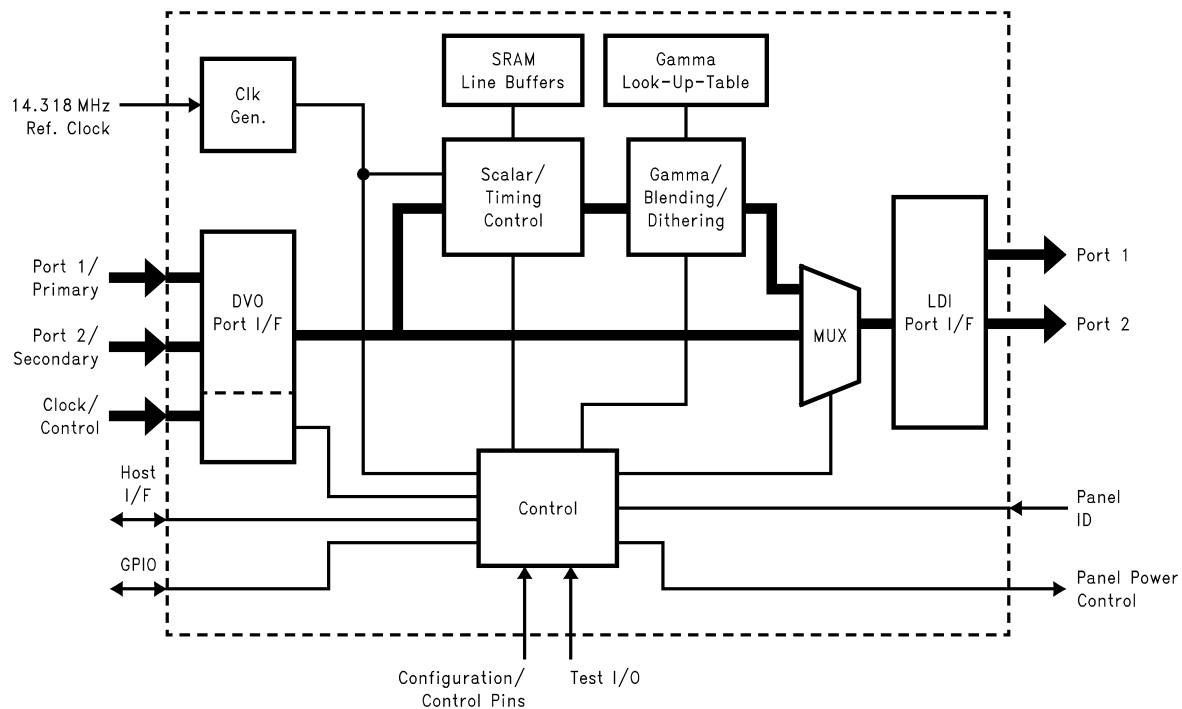 SRAM
Line Buffers
Gamma
Look-Up-Table
14.318 MHz
Ref. Clock
Clk
Gen.
Scalar/
Timing
Control
Gamma/
Blending/
Dithering
Port 1/
Primary
Port 2/
Secondary
Clock/
Control
DVO
Port I/F
MUX
LDI
Port I/F
Port 1
Port 2
Host
I/F
GPIO
Control
Panel
ID
Panel Power
Control
Configuration/
Control Pins
Test I/O